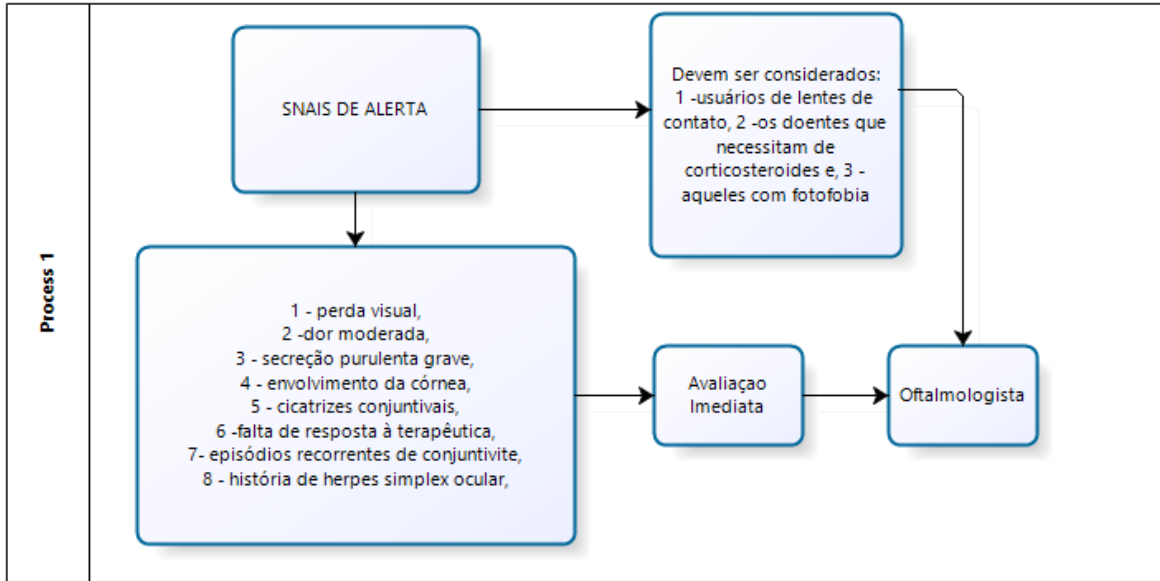 Process 1
SNAIS DE ALERTA
Devem ser considerados:
1 -usuários de lentes de
contato, 2 -os doentes que
necessitam de
corticosteroides e, 3 -
aqueles com fotofobia
1 - perda visual,
2 -dor moderada,
3 - secreção purulenta grave,
4 - envolvimento da córnea,
5 - cicatrizes conjuntivais,
6 -falta de resposta à terapêutica,
7- episódios recorrentes de conjuntivite,
8 - história de herpes simplex ocular,
Avaliaçao
Imediata
Oftalmologista